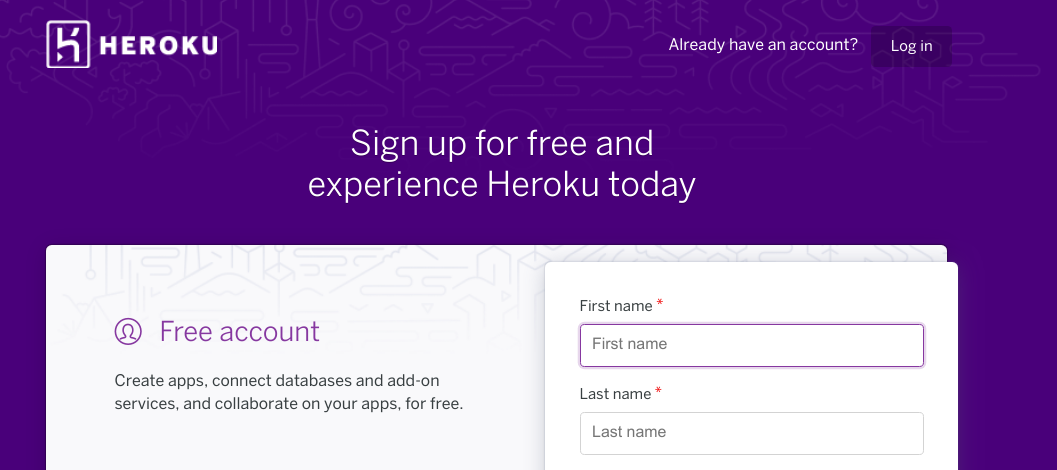 HEROKU
Already have an account?
Log in
Sign up for free and
experience Heroku today
Free account
Create apps, connect databases and add-on
services, and collaborate on your apps, for free.
First name *
First name
Last name *
Last name